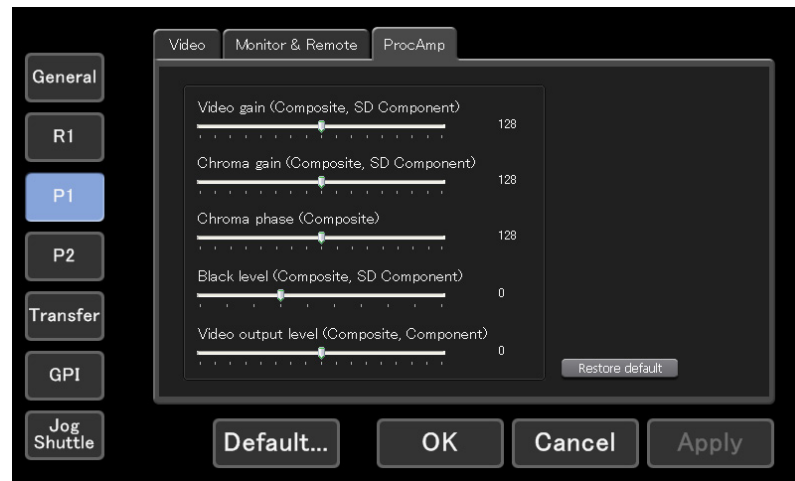 Video
Monitor & Remote
ProcAmp
General
R1
P1
P2
Transfer
GPI
Jog
Shuttle
Video gain (Composite, SD Component)
128
Chroma gain (Composite, SD Component)
128
Chroma phase (Composite)
128
Black level (Composite, SD Component)
0
Video output level (Composite, Component)
0
Restore default
Default...
OK
Cancel
Apply